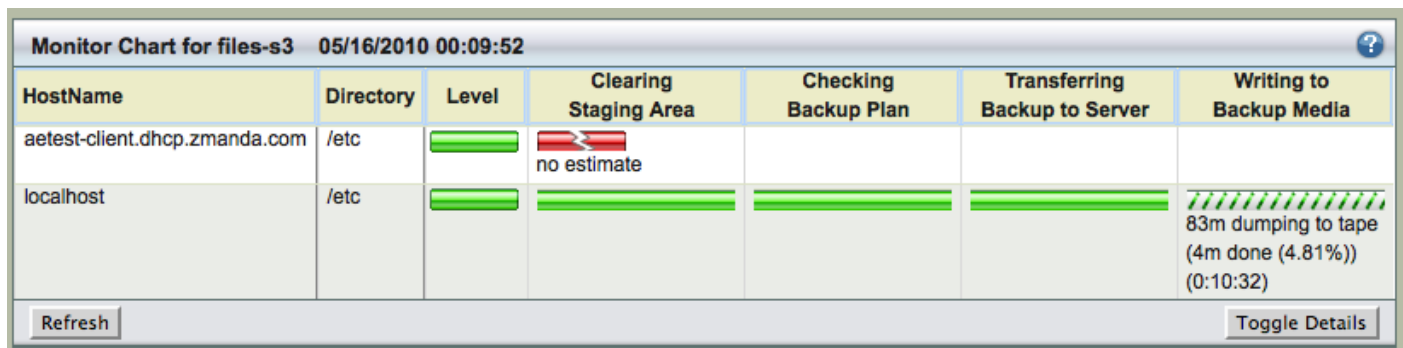 Monitor Chart for files-s3 05/16/2010 00:09:52
?
HostName Directory Level Clearing Staging Area Checking Backup Plan Transferring Backup to Server Writing to Backup Media
aetest-client.dhcp.zmanda.com /etc
no estimate
localhost /etc
83m dumping to tape
(4m done (4.81%))
(0:10:32)
Refresh Toggle Details